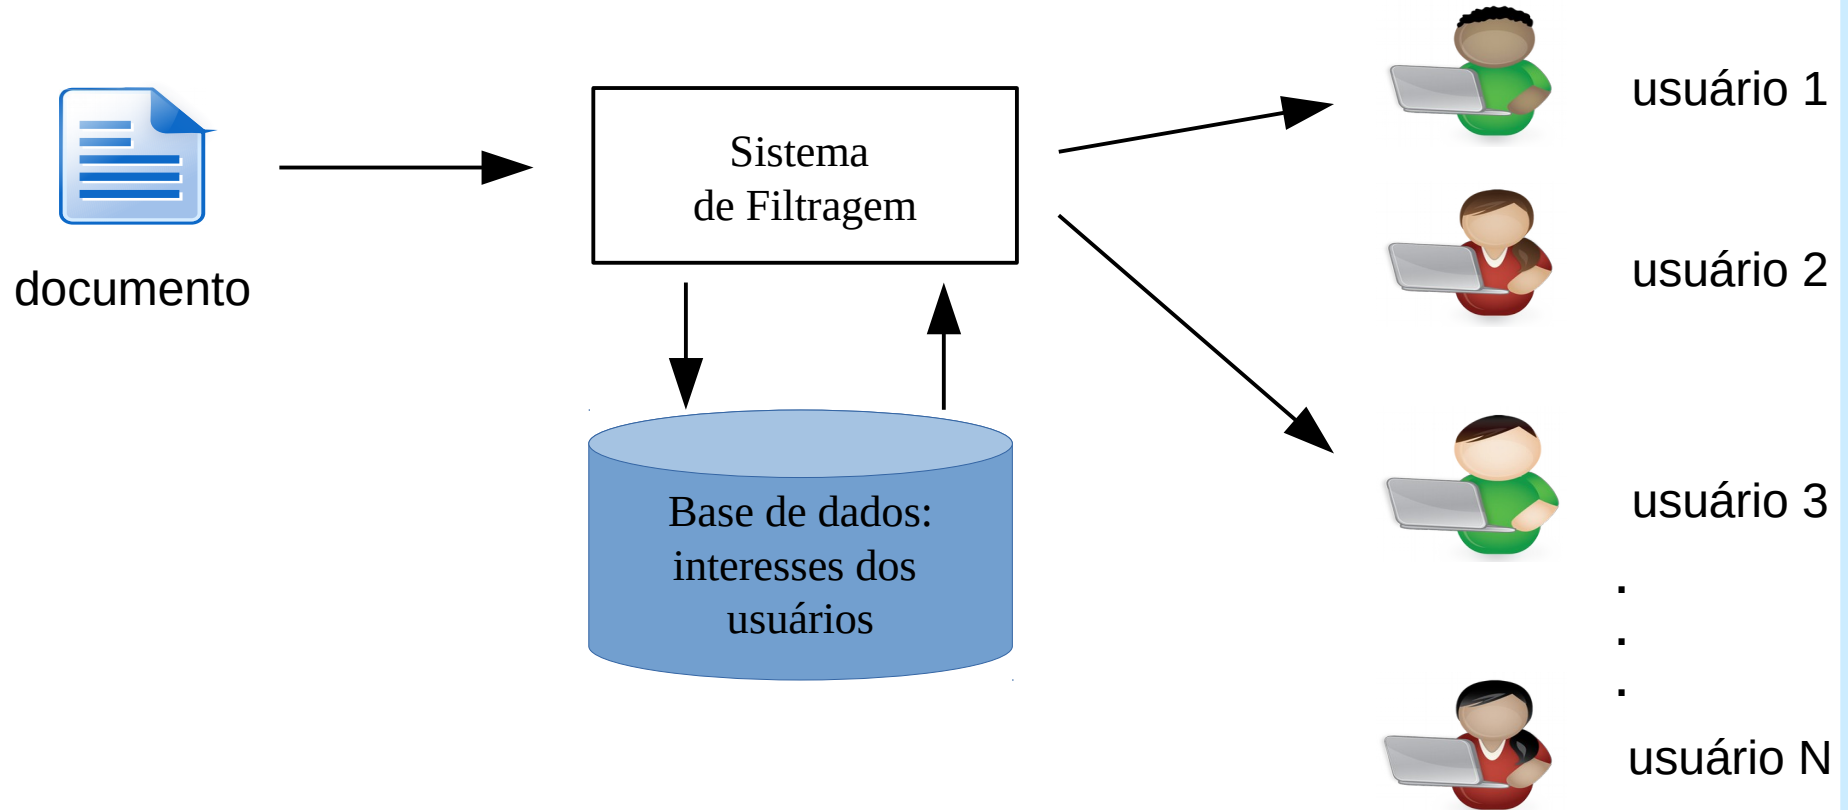 documento
Sistema
de Filtragem
Base de dados:
interesses dos
usuários
usuário 1
usuário 2
usuário 3
.
.
.
usuário N